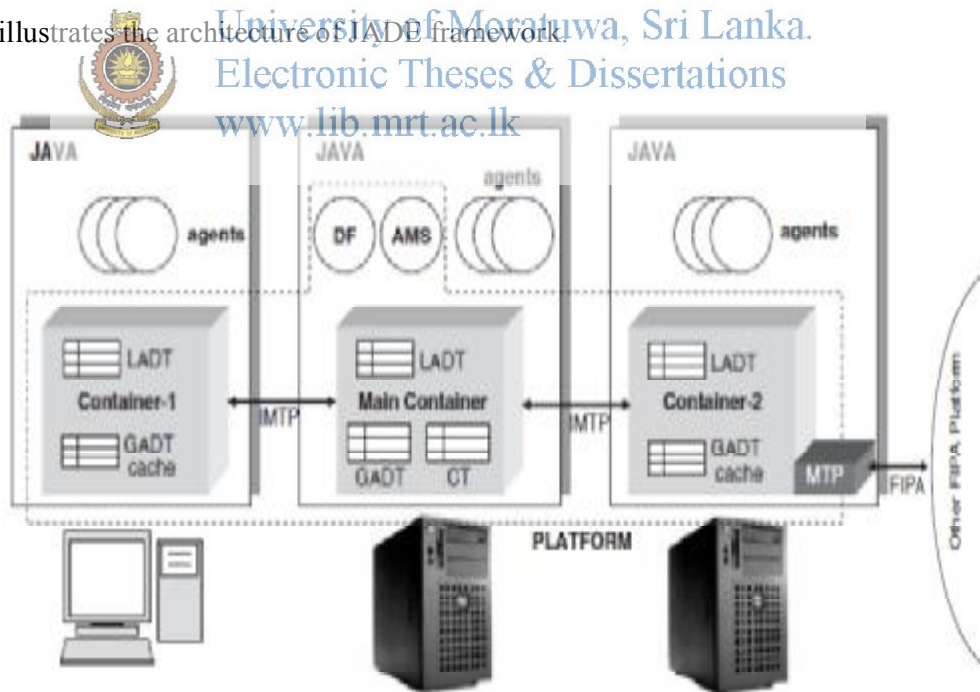 illustrates the architecture of JADE framework.
University of Moratuwa, Sri Lanka.
Electronic Theses & Dissertations
www.lib.mrt.ac.lk
JAVA
JAVA
JAVA
agents
agents
DF
AMS
agents
LADT
Container-1
GADT
cache
IMTP
LADT
Main Container
GADT
CT
IMTP
LADT
Container-2
GADT
cache
MTP
FIPA
Other FIPA Platform
PLATFORM